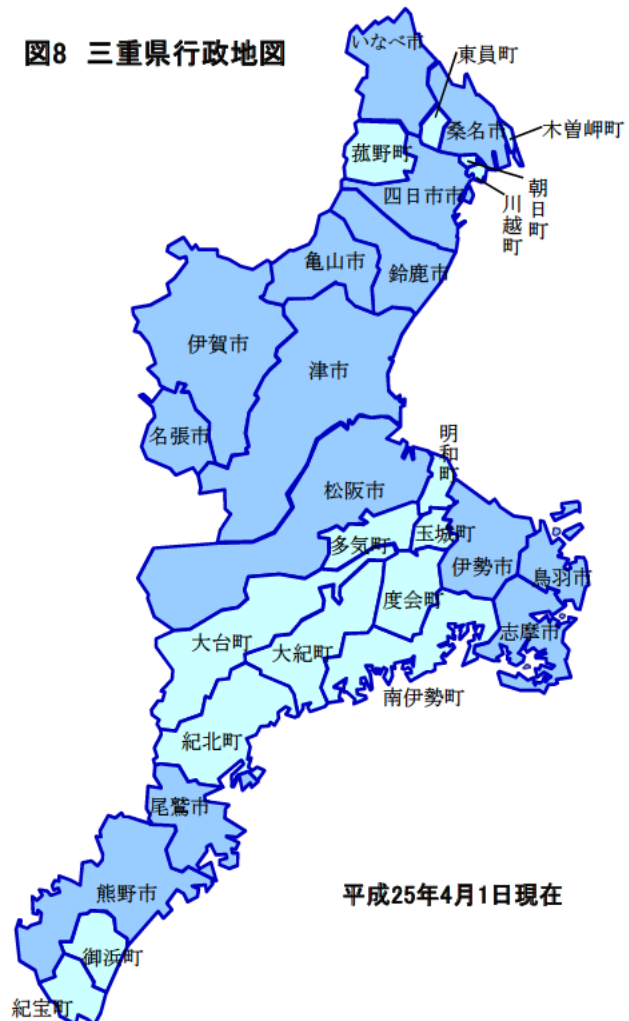 図8 三重県行政地図
いなべ市
東員町
桑名市
木曽岬町
菰野町
四日市市
朝日町
川越町
亀山市
鈴鹿市
伊賀市
津市
名張市
明和町
松阪市
多気町
玉城町
伊勢市
鳥羽市
度会町
志摩市
大台町
大紀町
南伊勢町
紀北町
尾鷲市
熊野市
平成25年4月1日現在
御浜町
紀宝町